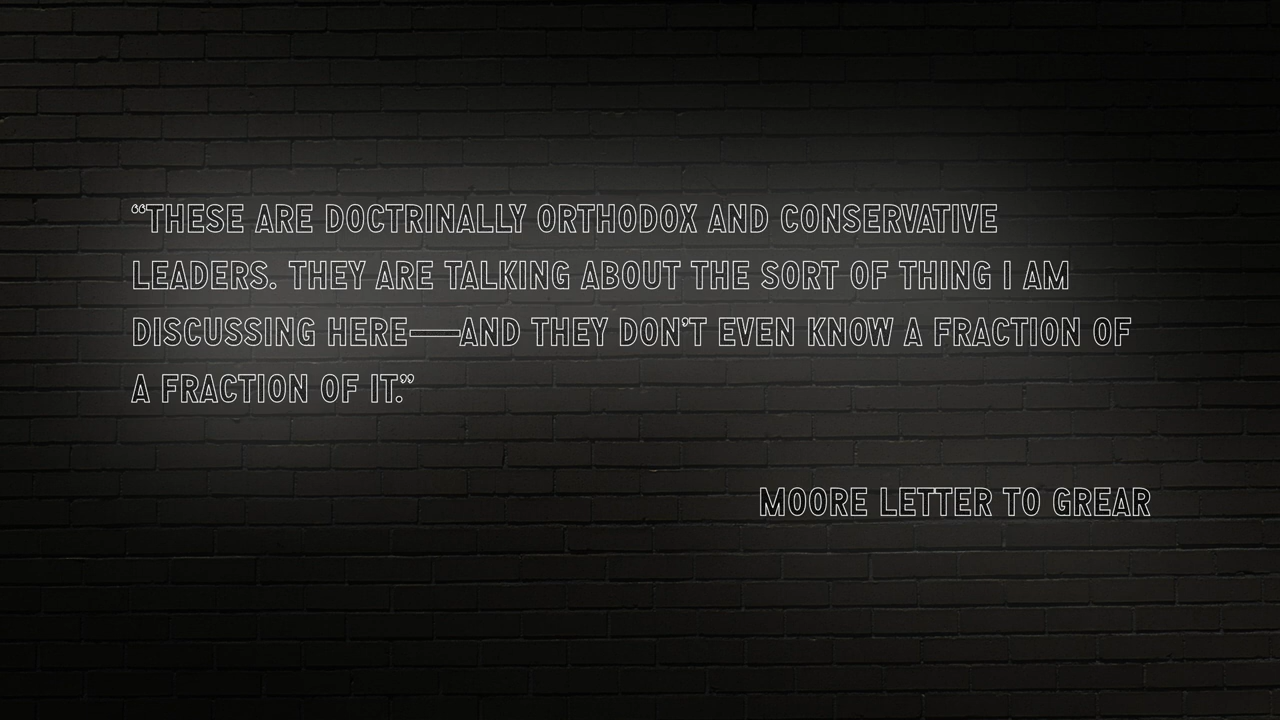 “THESE ARE DOCTRINALLY ORTHODOX AND CONSERVATIVE
LEADERS. THEY ARE TALKING ABOUT THE SORT OF THING I AM
DISCUSSING HERE——AND THEY DON’T EVEN KNOW A FRACTION OF
A FRACTION OF IT.”
MOORE LETTER TO GREAR